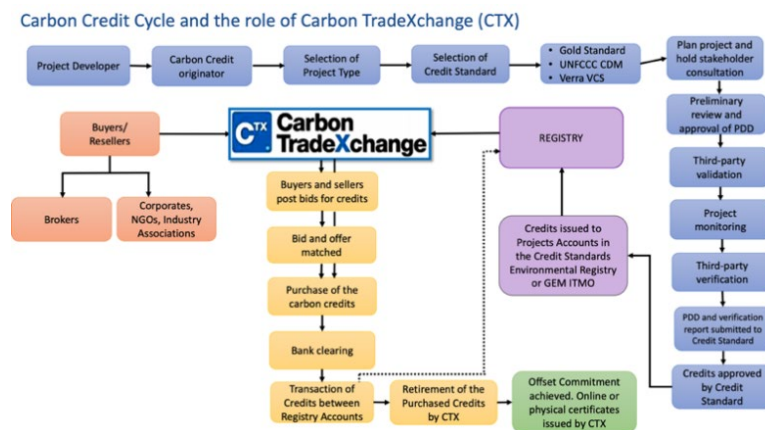 Carbon Credit Cycle and the role of Carbon TradeXchange (CTX)
Project Developer
Carbon Credit
originator
Selection of
Project Type
Selection of
Credit Standard
• Gold Standard
• UNFCCC CDM
• Verra VCS
Plan project and
hold stakeholder
consultation
Preliminary
review and
approval of PDD
Third-party
validation
Project
monitoring
Third-party
verification
PDD and verification
report submitted to
Credit Standard
Credits approved
by Credit
Standard
Credits issued to
Projects Accounts in
the Credit Standards
Environmental Registry
or GEM ITMO
REGISTRY
CTX
Carbon
TradeXchange
Buyers/
Resellers
Brokers
Corporates,
NGOs, Industry
Associations
Buyers and sellers
post bids for credits
Bid and offer
matched
Purchase of the
carbon credits
Bank clearing
Transaction of
Credits between
Registry Accounts
Retirement of the
Purchased Credits
by CTX
Offset Commitment
achieved. Online or
physical certificates
issued by CTX